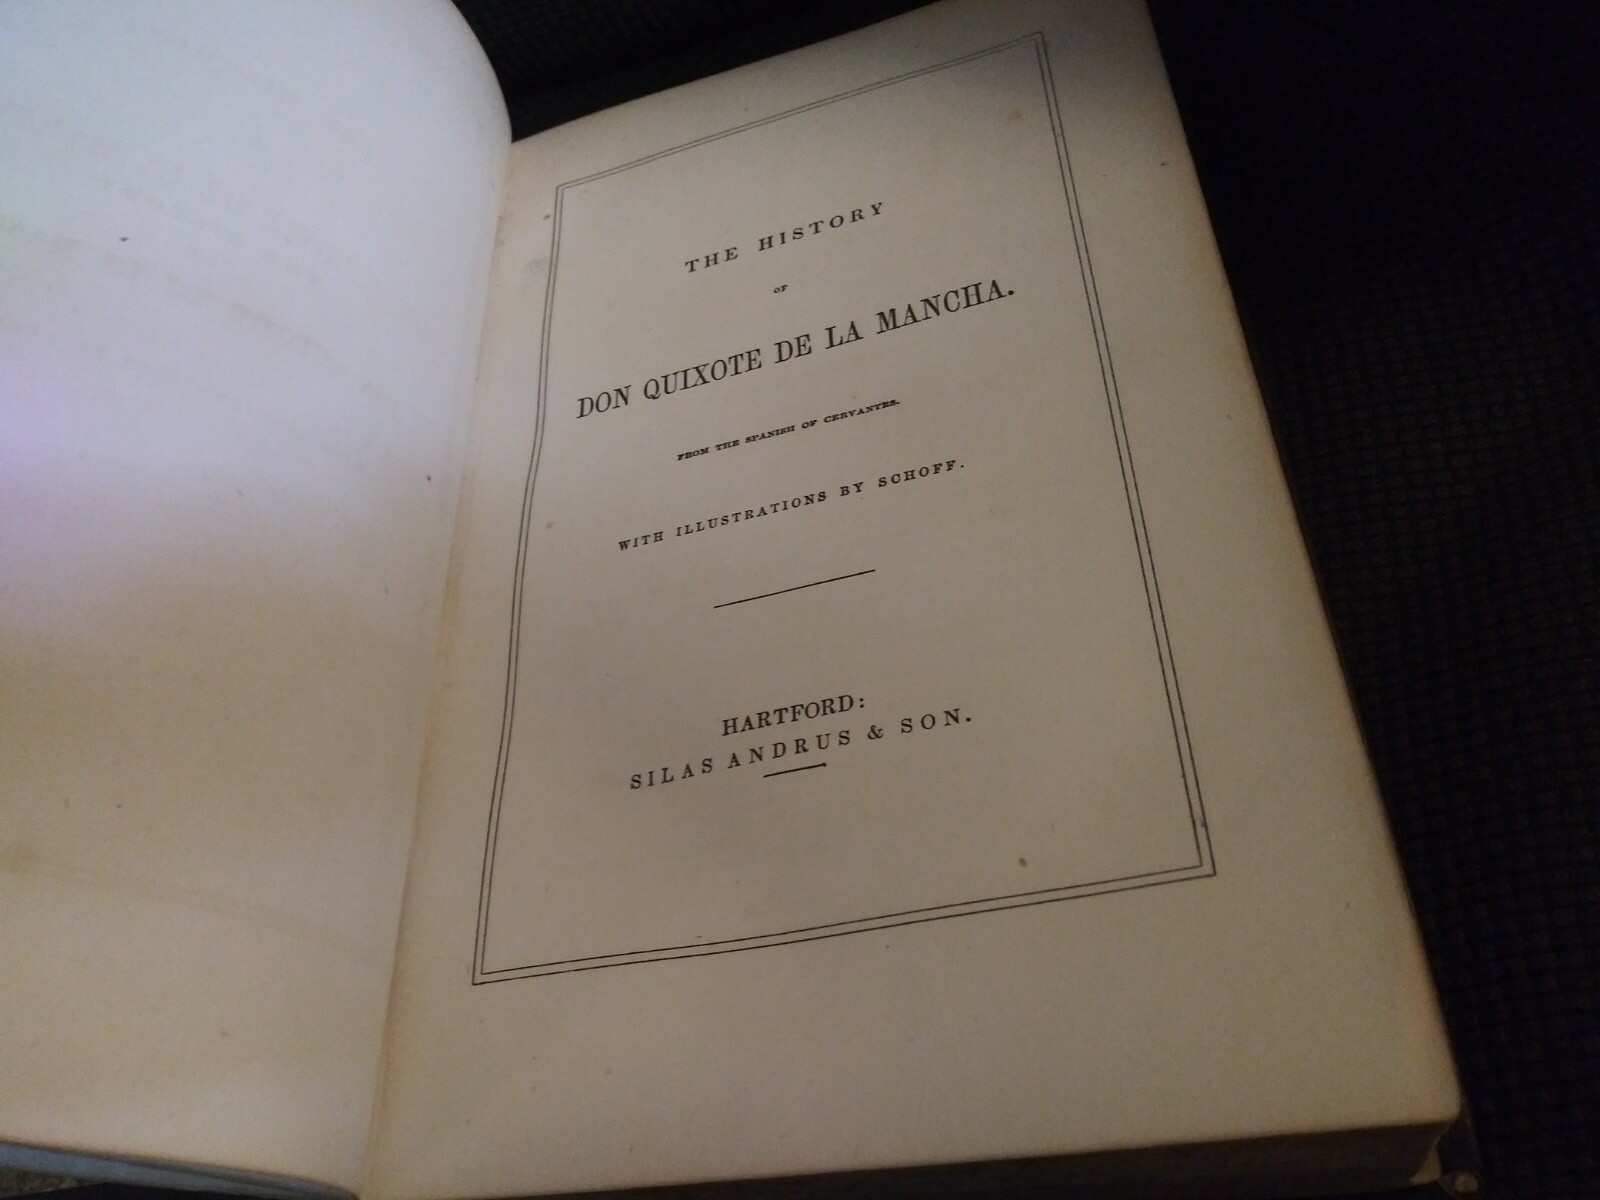 THE HISTORY
OF
DON QUIXOTE DE LA MANCHA.
FROM THE SPANISH OF CERVANTES.
WITH ILLUSTRATIONS BY SCHOFF.
HARTFORD:
SILAS ANDRUS & SON.